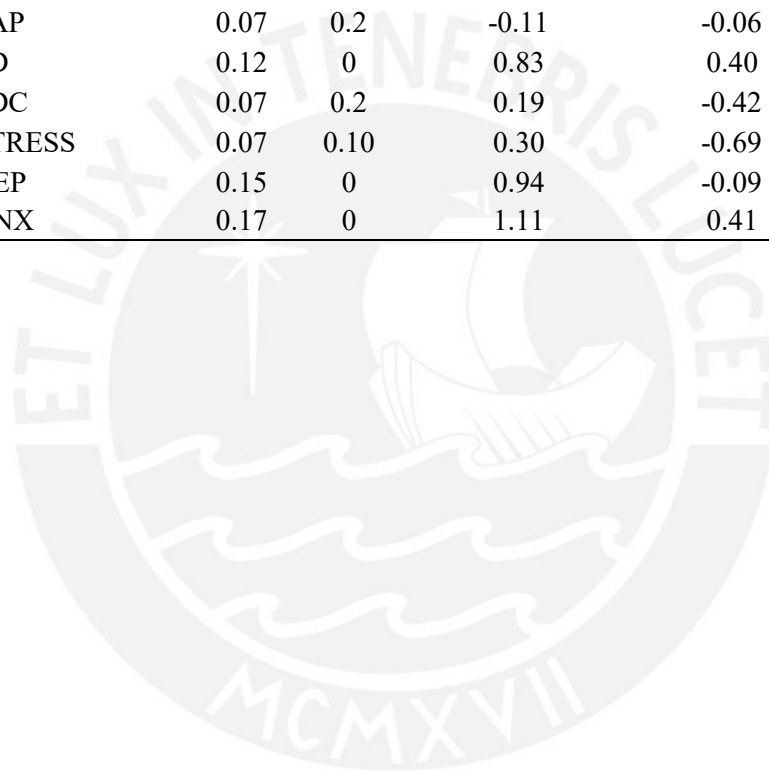 AP 0.07 0.2 -0.11 -0.06
D 0.12 0 0.83 0.40
DC 0.07 0.2 0.19 -0.42
TRESS 0.07 0.10 0.30 -0.69
EP 0.15 0 0.94 -0.09
NX 0.17 0 1.11 0.41
ET LUX IN TENEBRIS LUCET
MCMXVII